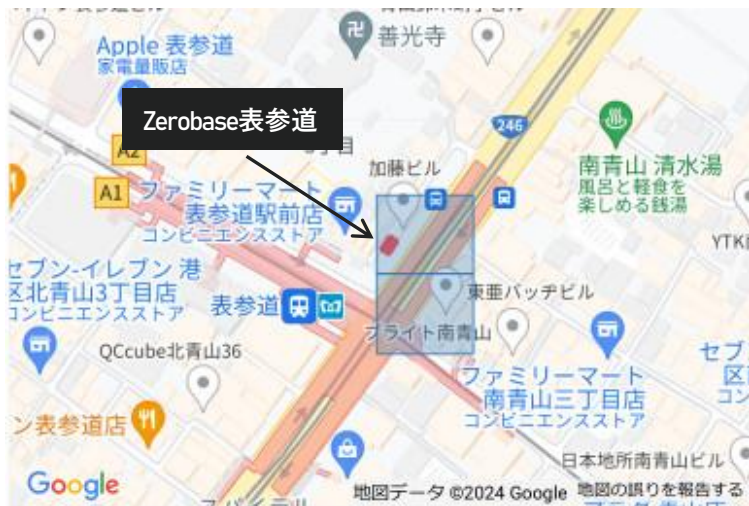 Apple 表参道
家電量販店
善光寺
Zerobase表参道
246
A2
A1
加藤ビル
南青山 清水湯
風呂と軽食を
楽しめる銭湯
ファミリーマート
表参道駅前店
コンビニエンスストア
セブン-イレブン 港
区北青山3丁目店
コンビニエンスストア
表参道
東亜バッヂビル
ブライト南青山
QCcube北青山36
ファミリーマート
南青山三丁目店
コンビニエンスストア
セブ
区
コン
ン表参道店
日本地所南青山ビル
Google
地図データ ©2024 Google
地図の誤りを報告する